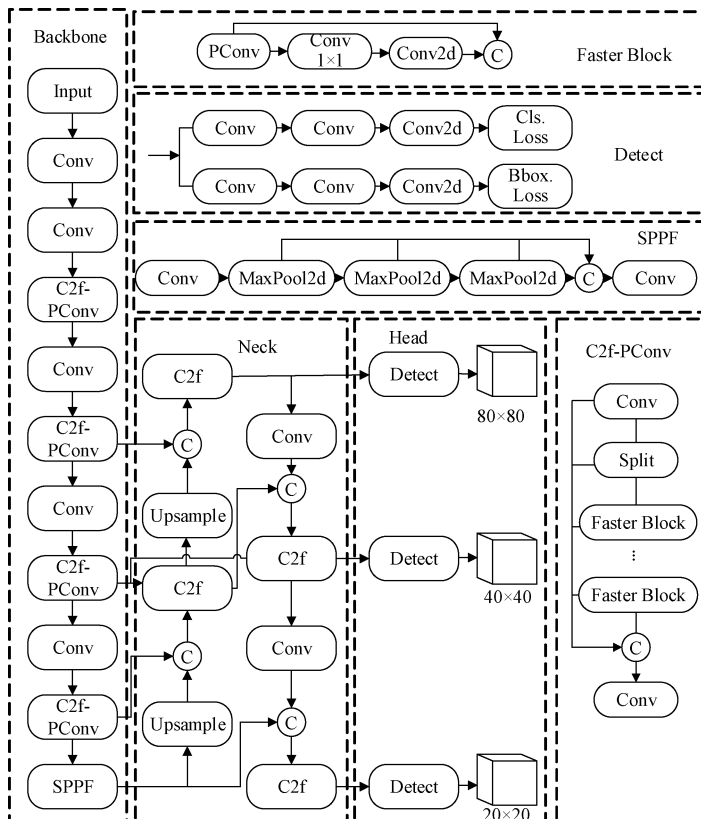 Backbone
Input
Conv
Conv
C2f-
PConv
Conv
C2f-
PConv
Conv
C2f-
PConv
Conv
C2f-
PConv
SPPF
PConv
Conv
1×1
Conv2d
C
Faster Block
Conv
Conv
Conv2d
Cls.
Loss
Detect
Conv
Conv
Conv2d
Bbox.
Loss
SPPF
Conv
MaxPool2d
MaxPool2d
MaxPool2d
C
Conv
Neck
C2f
Conv
C
C
Upsample
C2f
C2f
C
Conv
Upsample
C
C2f
Head
Detect
80×80
Detect
40×40
Detect
20×20
C2f-PConv
Conv
Split
Faster Block
...
Faster Block
C
Conv